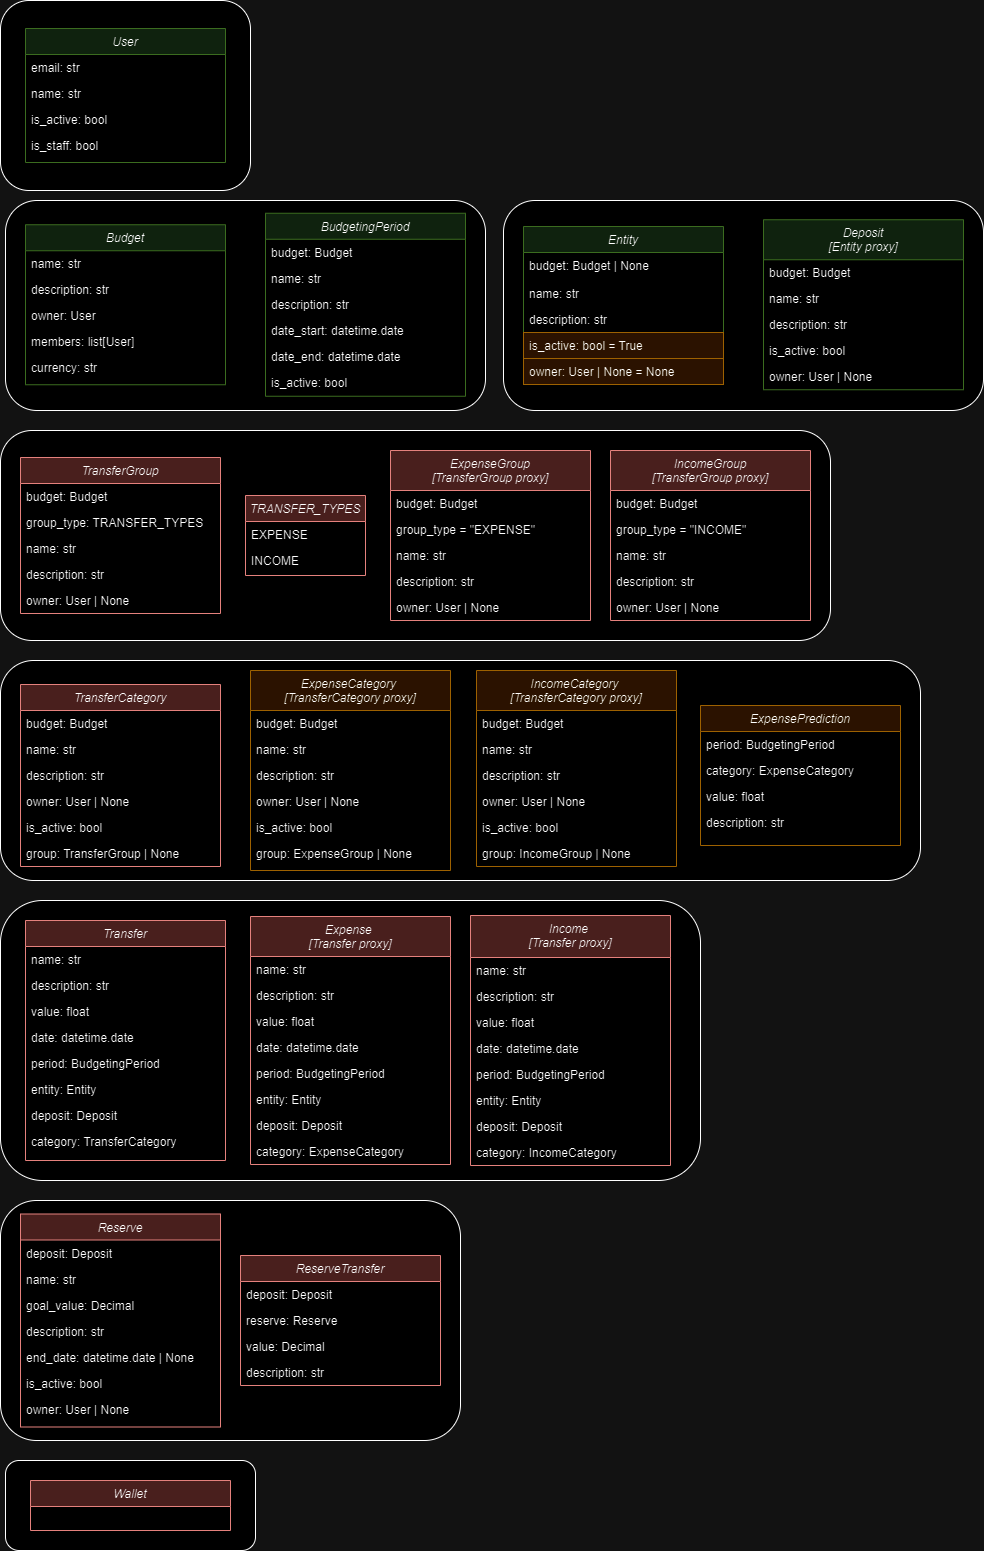 User
email: str
name: str
is_active: bool
is_staff: bool
Budget
name: str
description: str
owner: User
members: list[User]
currency: str
BudgetingPeriod
budget: Budget
name: str
description: str
date_start: datetime.date
date_end: datetime.date
is_active: bool
Entity
budget: Budget | None
name: str
description: str
is_active: bool = True
owner: User | None = None
Deposit
[Entity proxy]
budget: Budget
name: str
description: str
is_active: bool
owner: User | None
TransferGroup
budget: Budget
group_type: TRANSFER_TYPES
name: str
description: str
owner: User | None
TRANSFER_TYPES
EXPENSE
INCOME
ExpenseGroup
[TransferGroup proxy]
budget: Budget
group_type = "EXPENSE"
name: str
description: str
owner: User | None
IncomeGroup
[TransferGroup proxy]
budget: Budget
group_type = "INCOME"
name: str
description: str
owner: User | None
TransferCategory
budget: Budget
name: str
description: str
owner: User | None
is_active: bool
group: TransferGroup | None
ExpenseCategory
[TransferCategory proxy]
budget: Budget
name: str
description: str
owner: User | None
is_active: bool
group: ExpenseGroup | None
IncomeCategory
[TransferCategory proxy]
budget: Budget
name: str
description: str
owner: User | None
is_active: bool
group: IncomeGroup | None
ExpensePrediction
period: BudgetingPeriod
category: ExpenseCategory
value: float
description: str
Transfer
name: str
description: str
value: float
date: datetime.date
period: BudgetingPeriod
entity: Entity
deposit: Deposit
category: TransferCategory
Expense
[Transfer proxy]
name: str
description: str
value: float
date: datetime.date
period: BudgetingPeriod
entity: Entity
deposit: Deposit
category: ExpenseCategory
Income
[Transfer proxy]
name: str
description: str
value: float
date: datetime.date
period: BudgetingPeriod
entity: Entity
deposit: Deposit
category: IncomeCategory
Reserve
deposit: Deposit
name: str
goal_value: Decimal
description: str
end_date: datetime.date | None
is_active: bool
owner: User | None
ReserveTransfer
deposit: Deposit
reserve: Reserve
value: Decimal
description: str
Wallet